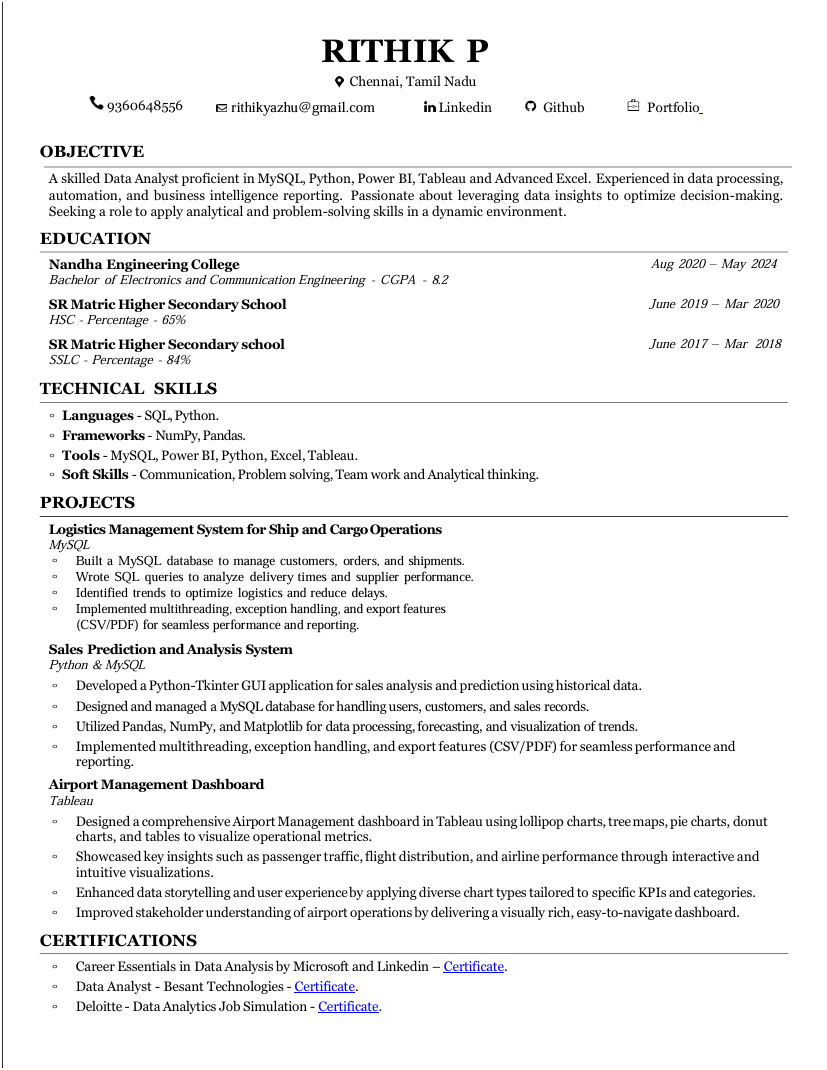 RITHIK P
Chennai, Tamil Nadu
9360648556 rithikyazhu@gmail.com Linkedin Github Portfolio
OBJECTIVE
A skilled Data Analyst proficient in MySQL, Python, Power BI, Tableau and Advanced Excel. Experienced in data processing,
automation, and business intelligence reporting. Passionate about leveraging data insights to optimize decision-making.
Seeking a role to apply analytical and problem-solving skills in a dynamic environment.
EDUCATION
Nandha Engineering College Aug 2020 – May 2024
Bachelor of Electronics and Communication Engineering - CGPA - 8.2
SR Matric Higher Secondary School June 2019 – Mar 2020
HSC - Percentage - 65%
SR Matric Higher Secondary school June 2017 – Mar 2018
SSLC - Percentage - 84%
TECHNICAL SKILLS
Languages - SQL, Python.
Frameworks - NumPy, Pandas.
Tools - MySQL, Power BI, Python, Excel, Tableau.
Soft Skills - Communication, Problem solving, Team work and Analytical thinking.
PROJECTS
Logistics Management System for Ship and Cargo Operations
MySQL
Built a MySQL database to manage customers, orders, and shipments.
Wrote SQL queries to analyze delivery times and supplier performance.
Identified trends to optimize logistics and reduce delays.
Implemented multithreading, exception handling, and export features
(CSV/PDF) for seamless performance and reporting.
Sales Prediction and Analysis System
Python & MySQL
Developed a Python-Tkinter GUI application for sales analysis and prediction using historical data.
Designed and managed a MySQL database for handling users, customers, and sales records.
Utilized Pandas, NumPy, and Matplotlib for data processing, forecasting, and visualization of trends.
Implemented multithreading, exception handling, and export features (CSV/PDF) for seamless performance and
reporting.
Airport Management Dashboard
Tableau
Designed a comprehensive Airport Management dashboard in Tableau using lollipop charts, tree maps, pie charts, donut
charts, and tables to visualize operational metrics.
Showcased key insights such as passenger traffic, flight distribution, and airline performance through interactive and
intuitive visualizations.
Enhanced data storytelling and user experience by applying diverse chart types tailored to specific KPIs and categories.
Improved stakeholder understanding of airport operations by delivering a visually rich, easy-to-navigate dashboard.
CERTIFICATIONS
Career Essentials in Data Analysis by Microsoft and Linkedin – Certificate.
Data Analyst - Besant Technologies - Certificate.
Deloitte - Data Analytics Job Simulation - Certificate.